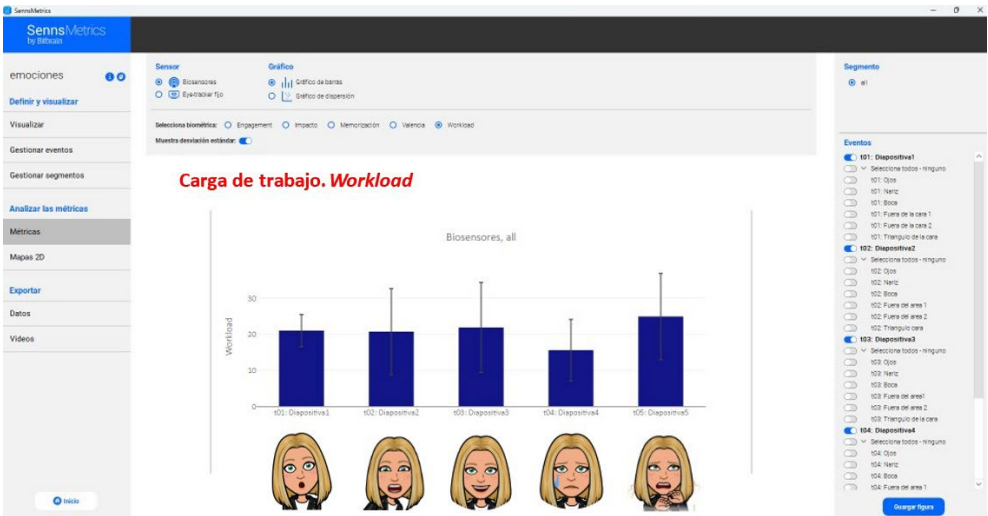 SennsMetrics
SennsMetrics
by Bitbrain
emociones
Definir y visualizar
Visualizar
Gestionar eventos
Gestionar segmentos
Analizar las métricas
Métricas
Mapas 2D
Exportar
Datos
Videos
Inicio
Sensor
Biosensores
Eye-tracker fijo
Gráfico
Gráfico de barras
Gráfico de dispersión
Selecciona biométrica: Engagement Impacto Memorización Valencia Workload
Muestra desviación estándar:
Carga de trabajo. Workload
Biosensores, all
Workload
30
20
10
0
t01: Diapositiva1 t02: Diapositiva2 t03: Diapositiva3 t04: Diapositiva4 t05: Diapositiva5
Segmento
all
Eventos
t01: Diapositiva1
Selecciona todos - ninguno
t01: Ojos
t01: Nariz
t01: Boca
t01: Fuera de la cara 1
t01: Fuera de la cara 2
t01: Triangulo de la cara
t02: Diapositiva2
Selecciona todos - ninguno
t02: Ojos
t02: Nariz
t02: Boca
t02: Fuera del area 1
t02: Fuera del area 2
t02: Triangulo cara
t03: Diapositiva3
Selecciona todos - ninguno
t03: Ojos
t03: Nariz
t03: Boca
t03: Fuera del area1
t03: Fuera del area 2
t03: Triangulo de la cara
t04: Diapositiva4
Selecciona todos - ninguno
t04: Ojos
t04: Nariz
t04: Boca
t04: Fuera del area 1
Guargar figura